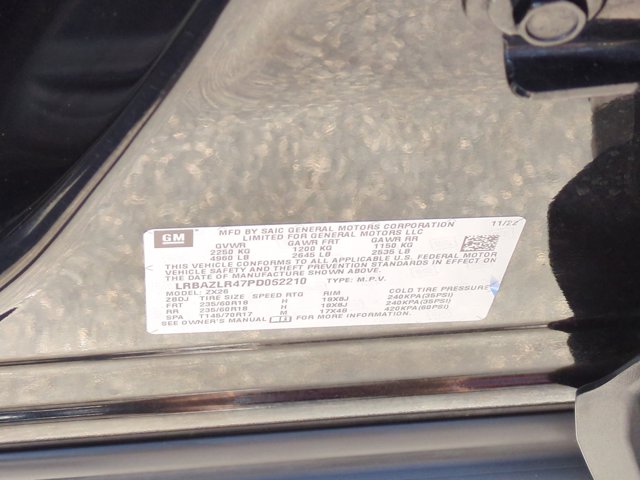 GM
11/22
MFD BY SAIC GENERAL MOTORS CORPORATION
LIMITED FOR GENERAL MOTORS LLC
GVWR GAWR FRT GAWR RR
2250 KG 1200 KG 1150 KG
4960 LB 2645 LB 2535 LB
THIS VEHICLE CONFORMS TO ALL APPLICABLE U.S. FEDERAL MOTOR
VEHICLE SAFETY AND THEFT PREVENTION STANDARDS IN EFFECT ON
THE DATE OF MANUFACTURE SHOWN ABOVE.
LRBAZLR47PD052210 TYPE: M.P.V.
MODEL: ZX26
28DJ TIRE SIZE SPEED RTG RIM COLD TIRE PRESSURE
FRT 235/60R18 H 18X8J 240KPA(35PSI)
RR 235/60R18 H 18X8J 240KPA(35PSI)
SPA T145/70R17 M 17X4B 420KPA(60PSI)
SEE OWNER'S MANUAL FOR MORE INFORMATION.